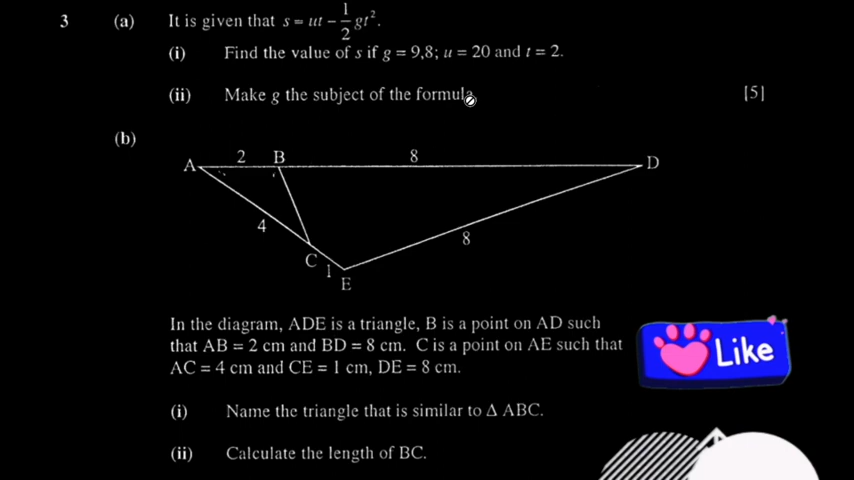 3 (a) It is given that s = ut − 1/2 gt².
(i) Find the value of s if g = 9,8; u = 20 and t = 2.
(ii) Make g the subject of the formula [5]
(b)
A 2 B 8 D
4 8
C 1
E
In the diagram, ADE is a triangle, B is a point on AD such
that AB = 2 cm and BD = 8 cm. C is a point on AE such that
AC = 4 cm and CE = 1 cm, DE = 8 cm.
(i) Name the triangle that is similar to Δ ABC.
(ii) Calculate the length of BC.
Like